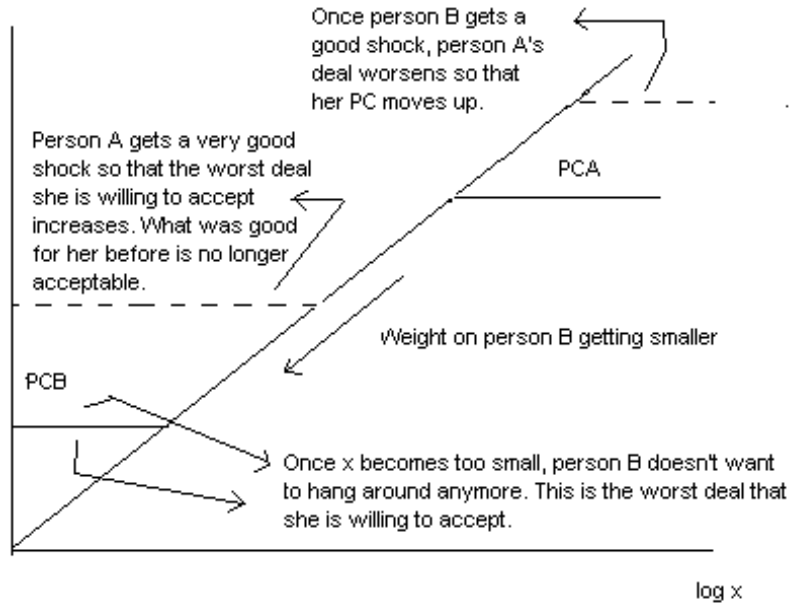 Once person B gets a
good shock, person A's
deal worsens so that
her PC moves up.
Person A gets a very good
shock so that the worst deal
she is willing to accept
increases. What was good
for her before is no longer
acceptable.
PCA
Weight on person B getting smaller
PCB
Once x becomes too small, person B doesn't want
to hang around anymore. This is the worst deal that
she is willing to accept.
log x